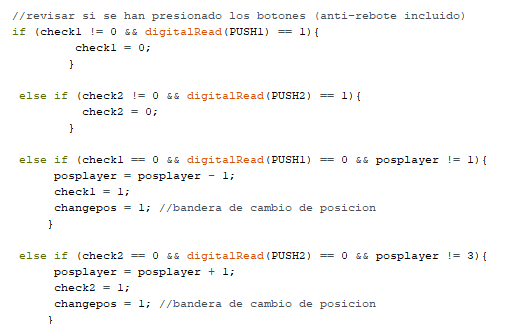 //revisar si se han presionado los botones (anti-rebote incluido)
if (check1 != 0 && digitalRead(PUSH1) == 1){
check1 = 0;
}
else if (check2 != 0 && digitalRead(PUSH2) == 1){
check2 = 0;
}
else if (check1 == 0 && digitalRead(PUSH1) == 0 && posplayer != 1){
posplayer = posplayer - 1;
check1 = 1;
changepos = 1; //bandera de cambio de posicion
}
else if (check2 == 0 && digitalRead(PUSH2) == 0 && posplayer != 3){
posplayer = posplayer + 1;
check2 = 1;
changepos = 1; //bandera de cambio de posicion
}